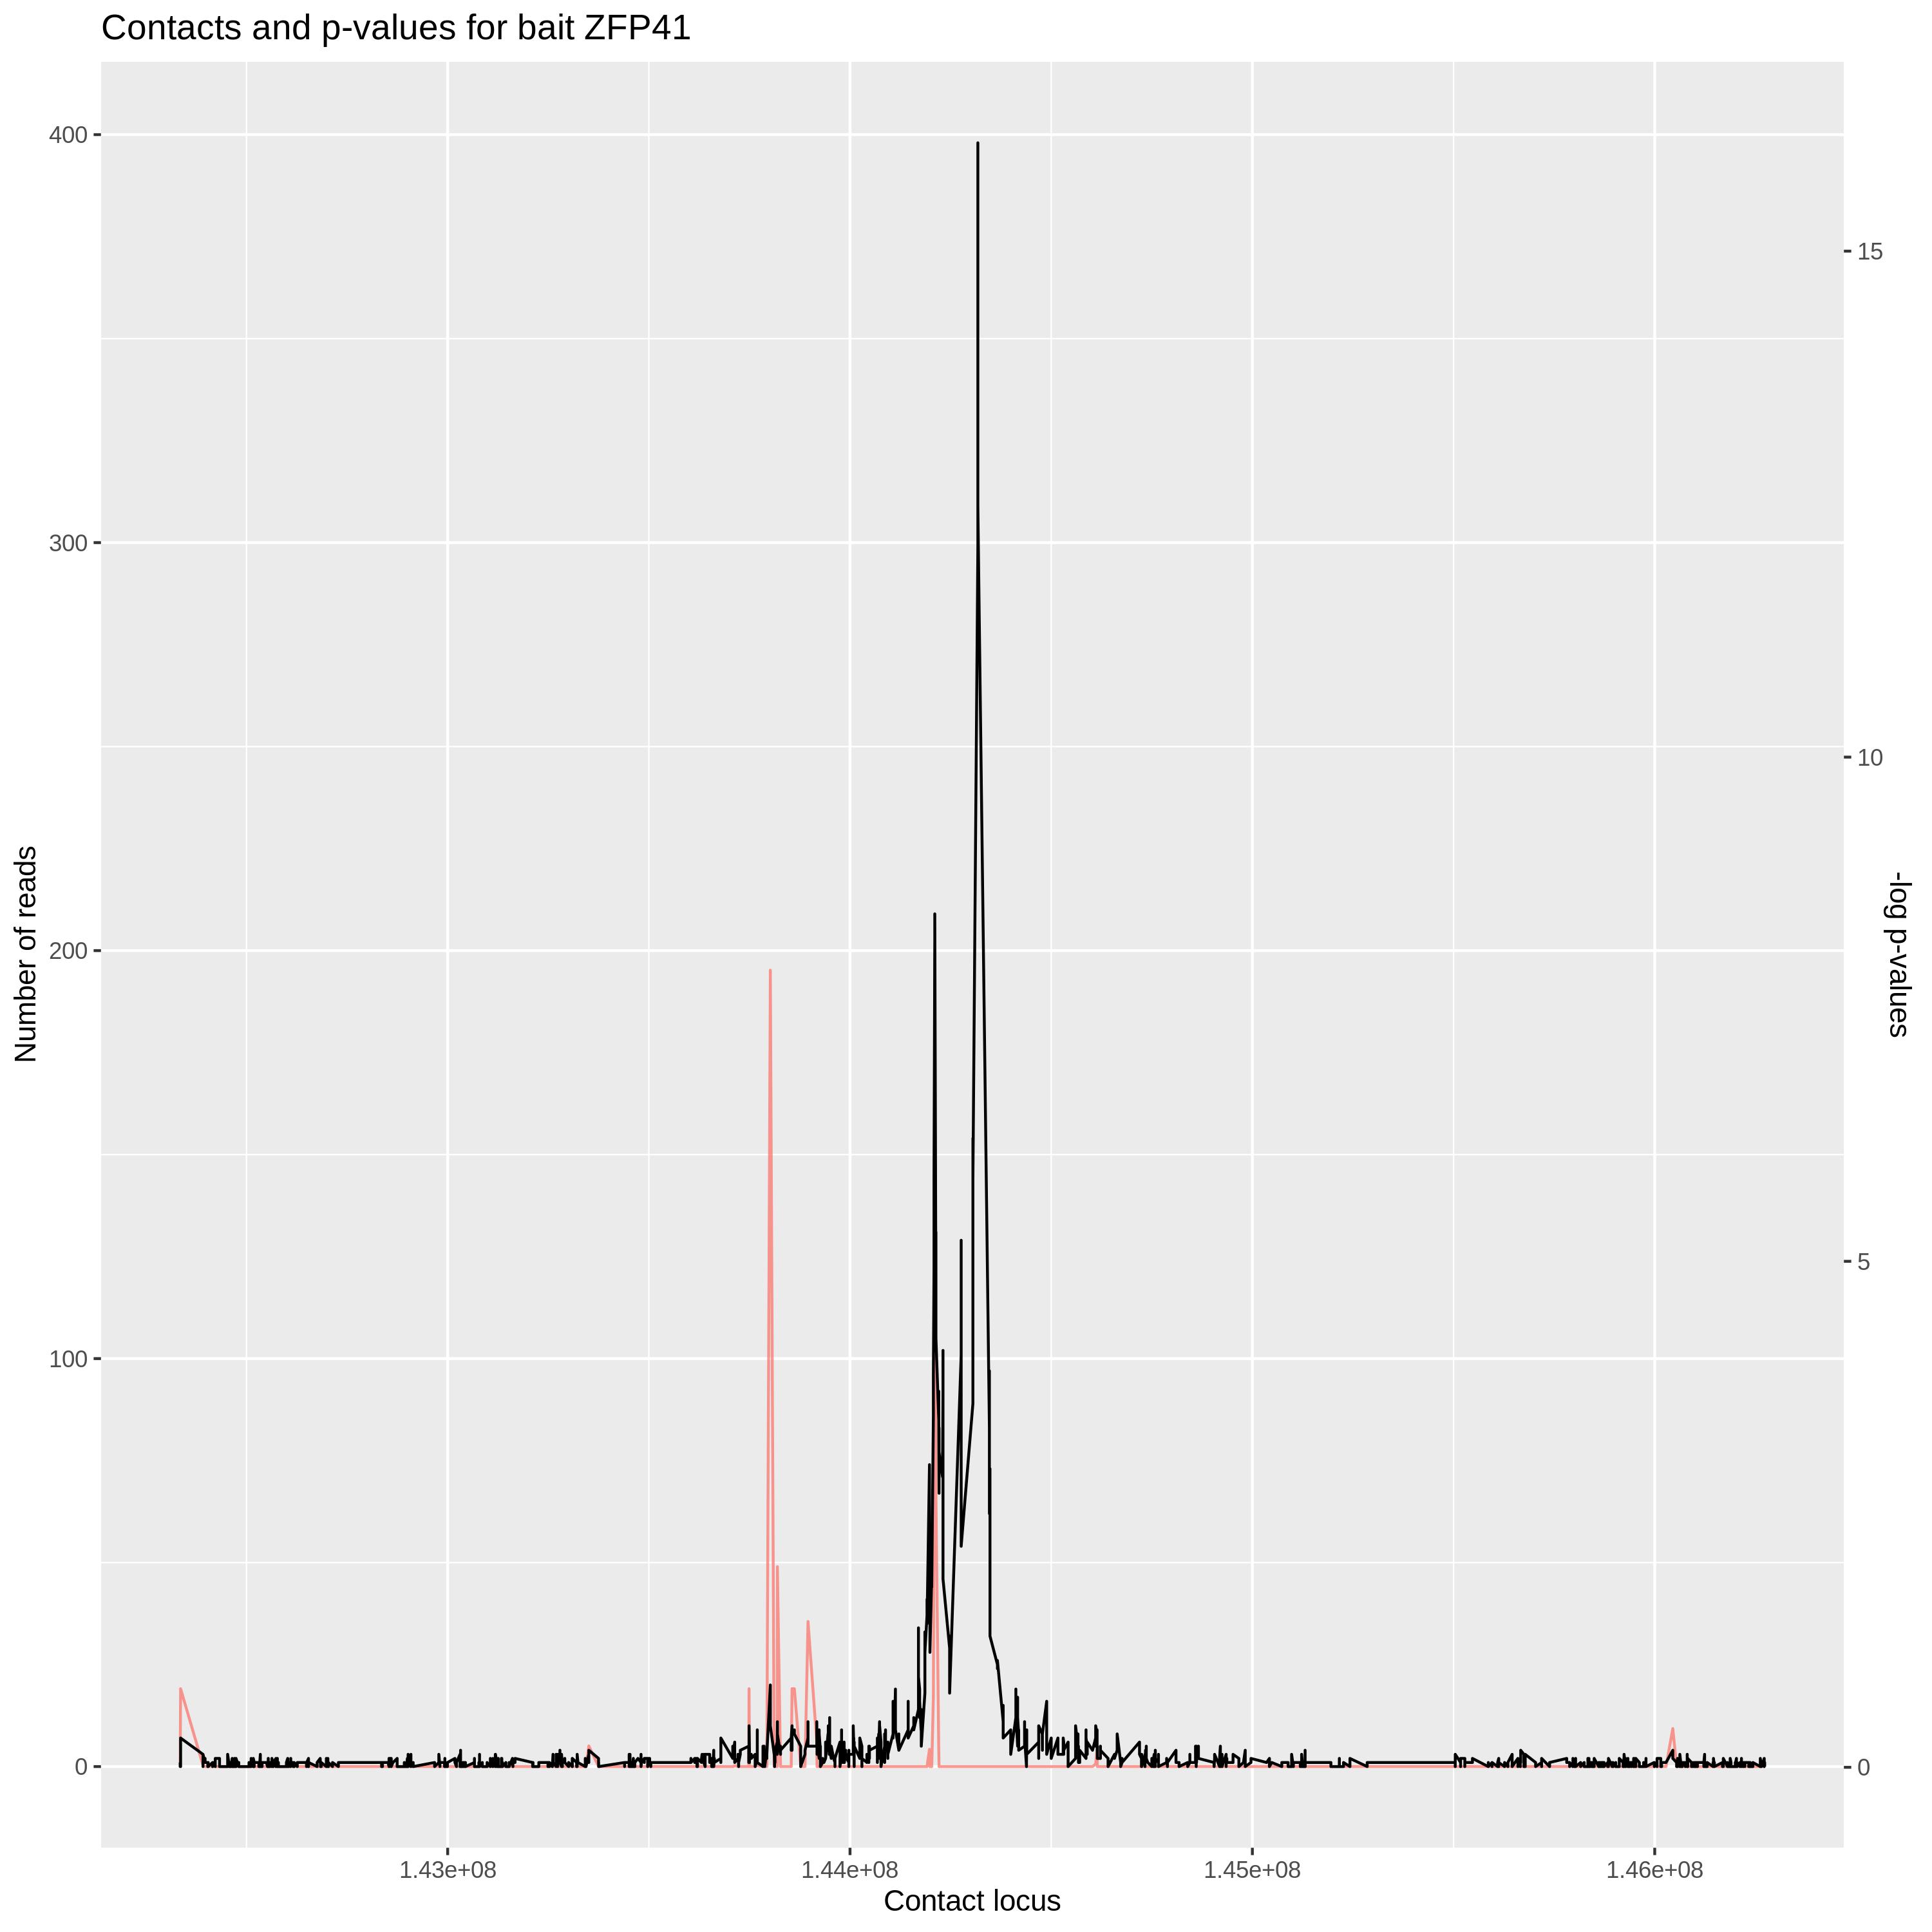 Contacts and p-values for bait ZFP41
400
300
200
100
0
Number of reads
15
10
5
0
-log p-values
1.43e+08
1.44e+08
1.45e+08
1.46e+08
Contact locus